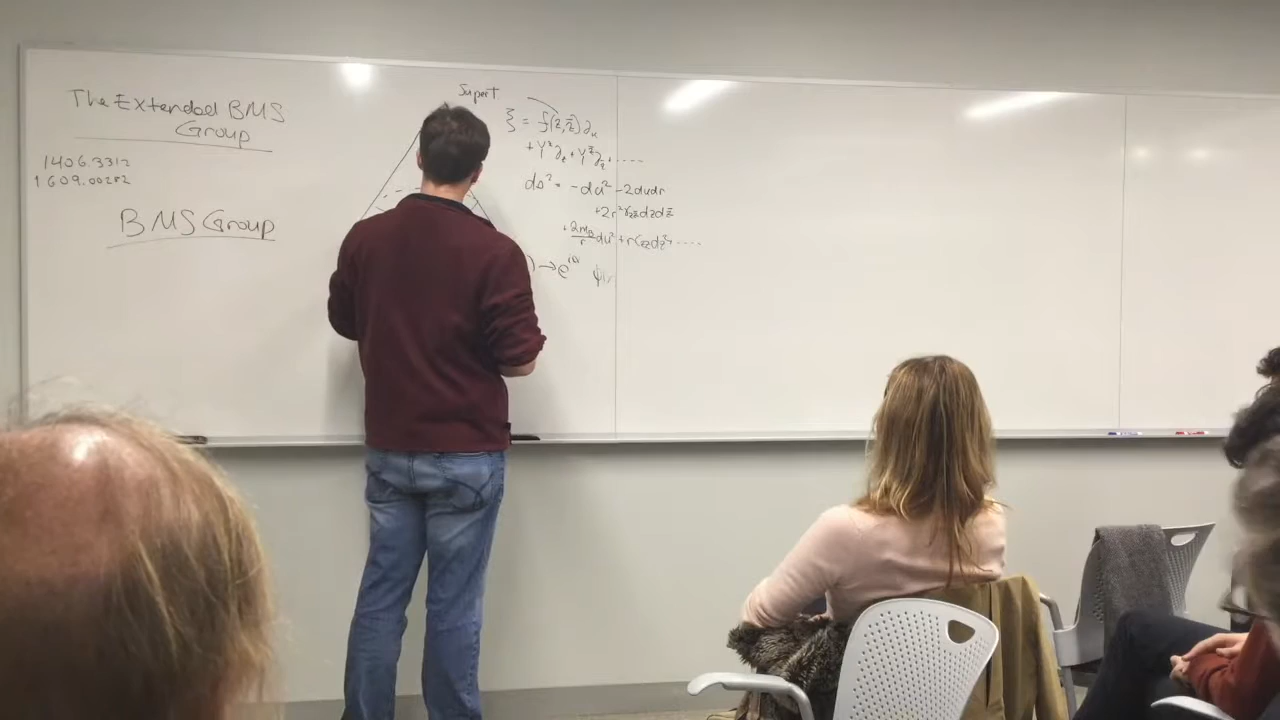 The Extended BMS
Group
1406.3312
1609.00282
BMS Group
Supert
ξ = f(z,z̄)∂u
+ Y^z∂z + Y^z̄∂z̄ + ....
ds² = -du² - 2dudr
+2r²γzz̄dzdz̄
+ 2mB/r du² + rCzzdz² + ....
) → e^iα